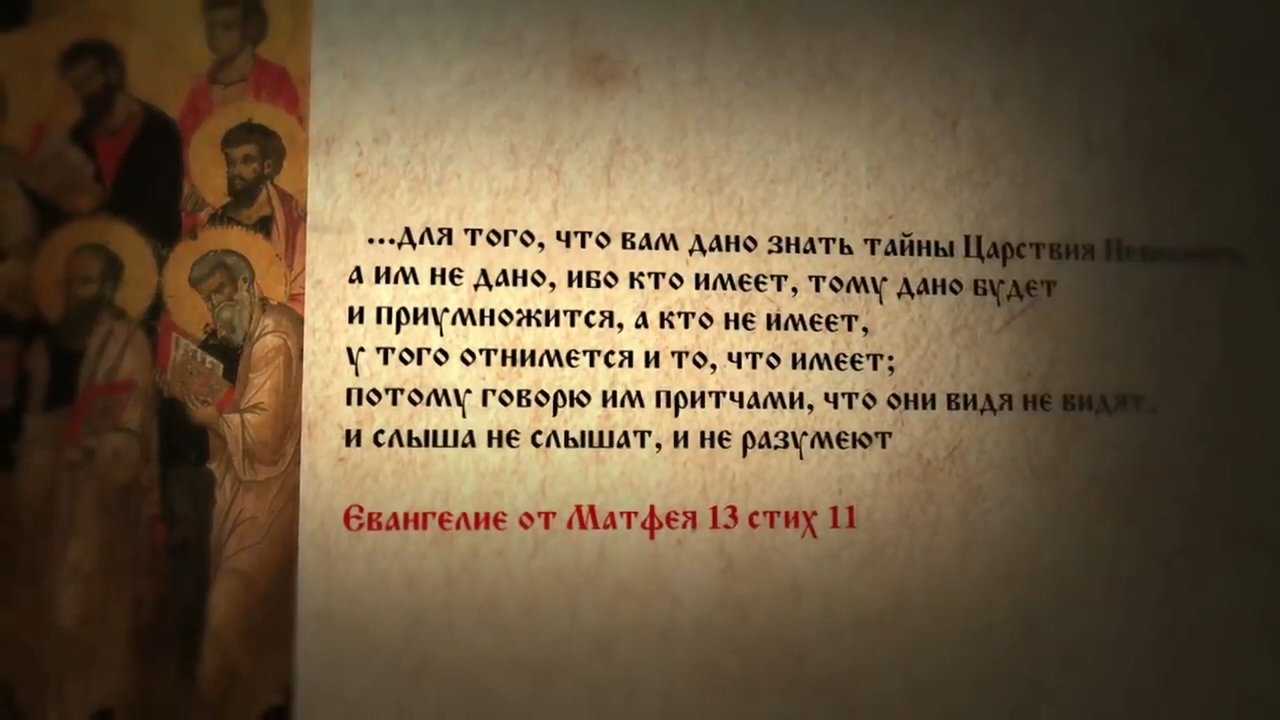 ...для того, что вам дано знать тайны Царствия
а им не дано, ибо кто имеет, тому дано будет
и приумножится, а кто не имеет,
у того отнимется и то, что имеет;
потому говорю им притчами, что они видя не видят,
и слыша не слышат, и не разумеют
Евангелие от Матфея 13 стих 11